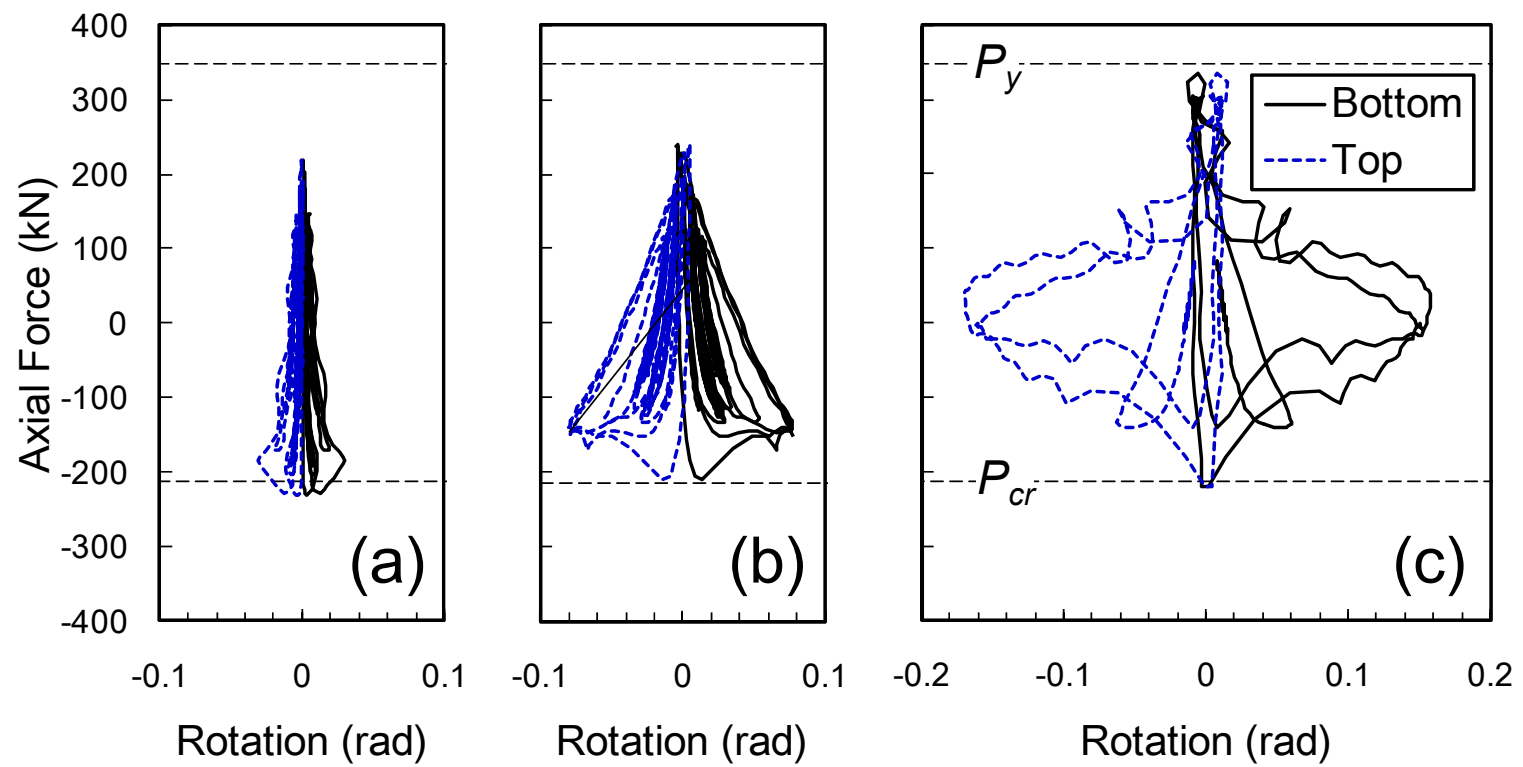 400
300
200
100
0
-100
-200
-300
-400
Axial Force (kN)
(a)
-0.1 0 0.1
Rotation (rad)
(b)
-0.1 0 0.1
Rotation (rad)
Py
Bottom
Top
Pcr
(c)
-0.2 -0.1 0 0.1 0.2
Rotation (rad)